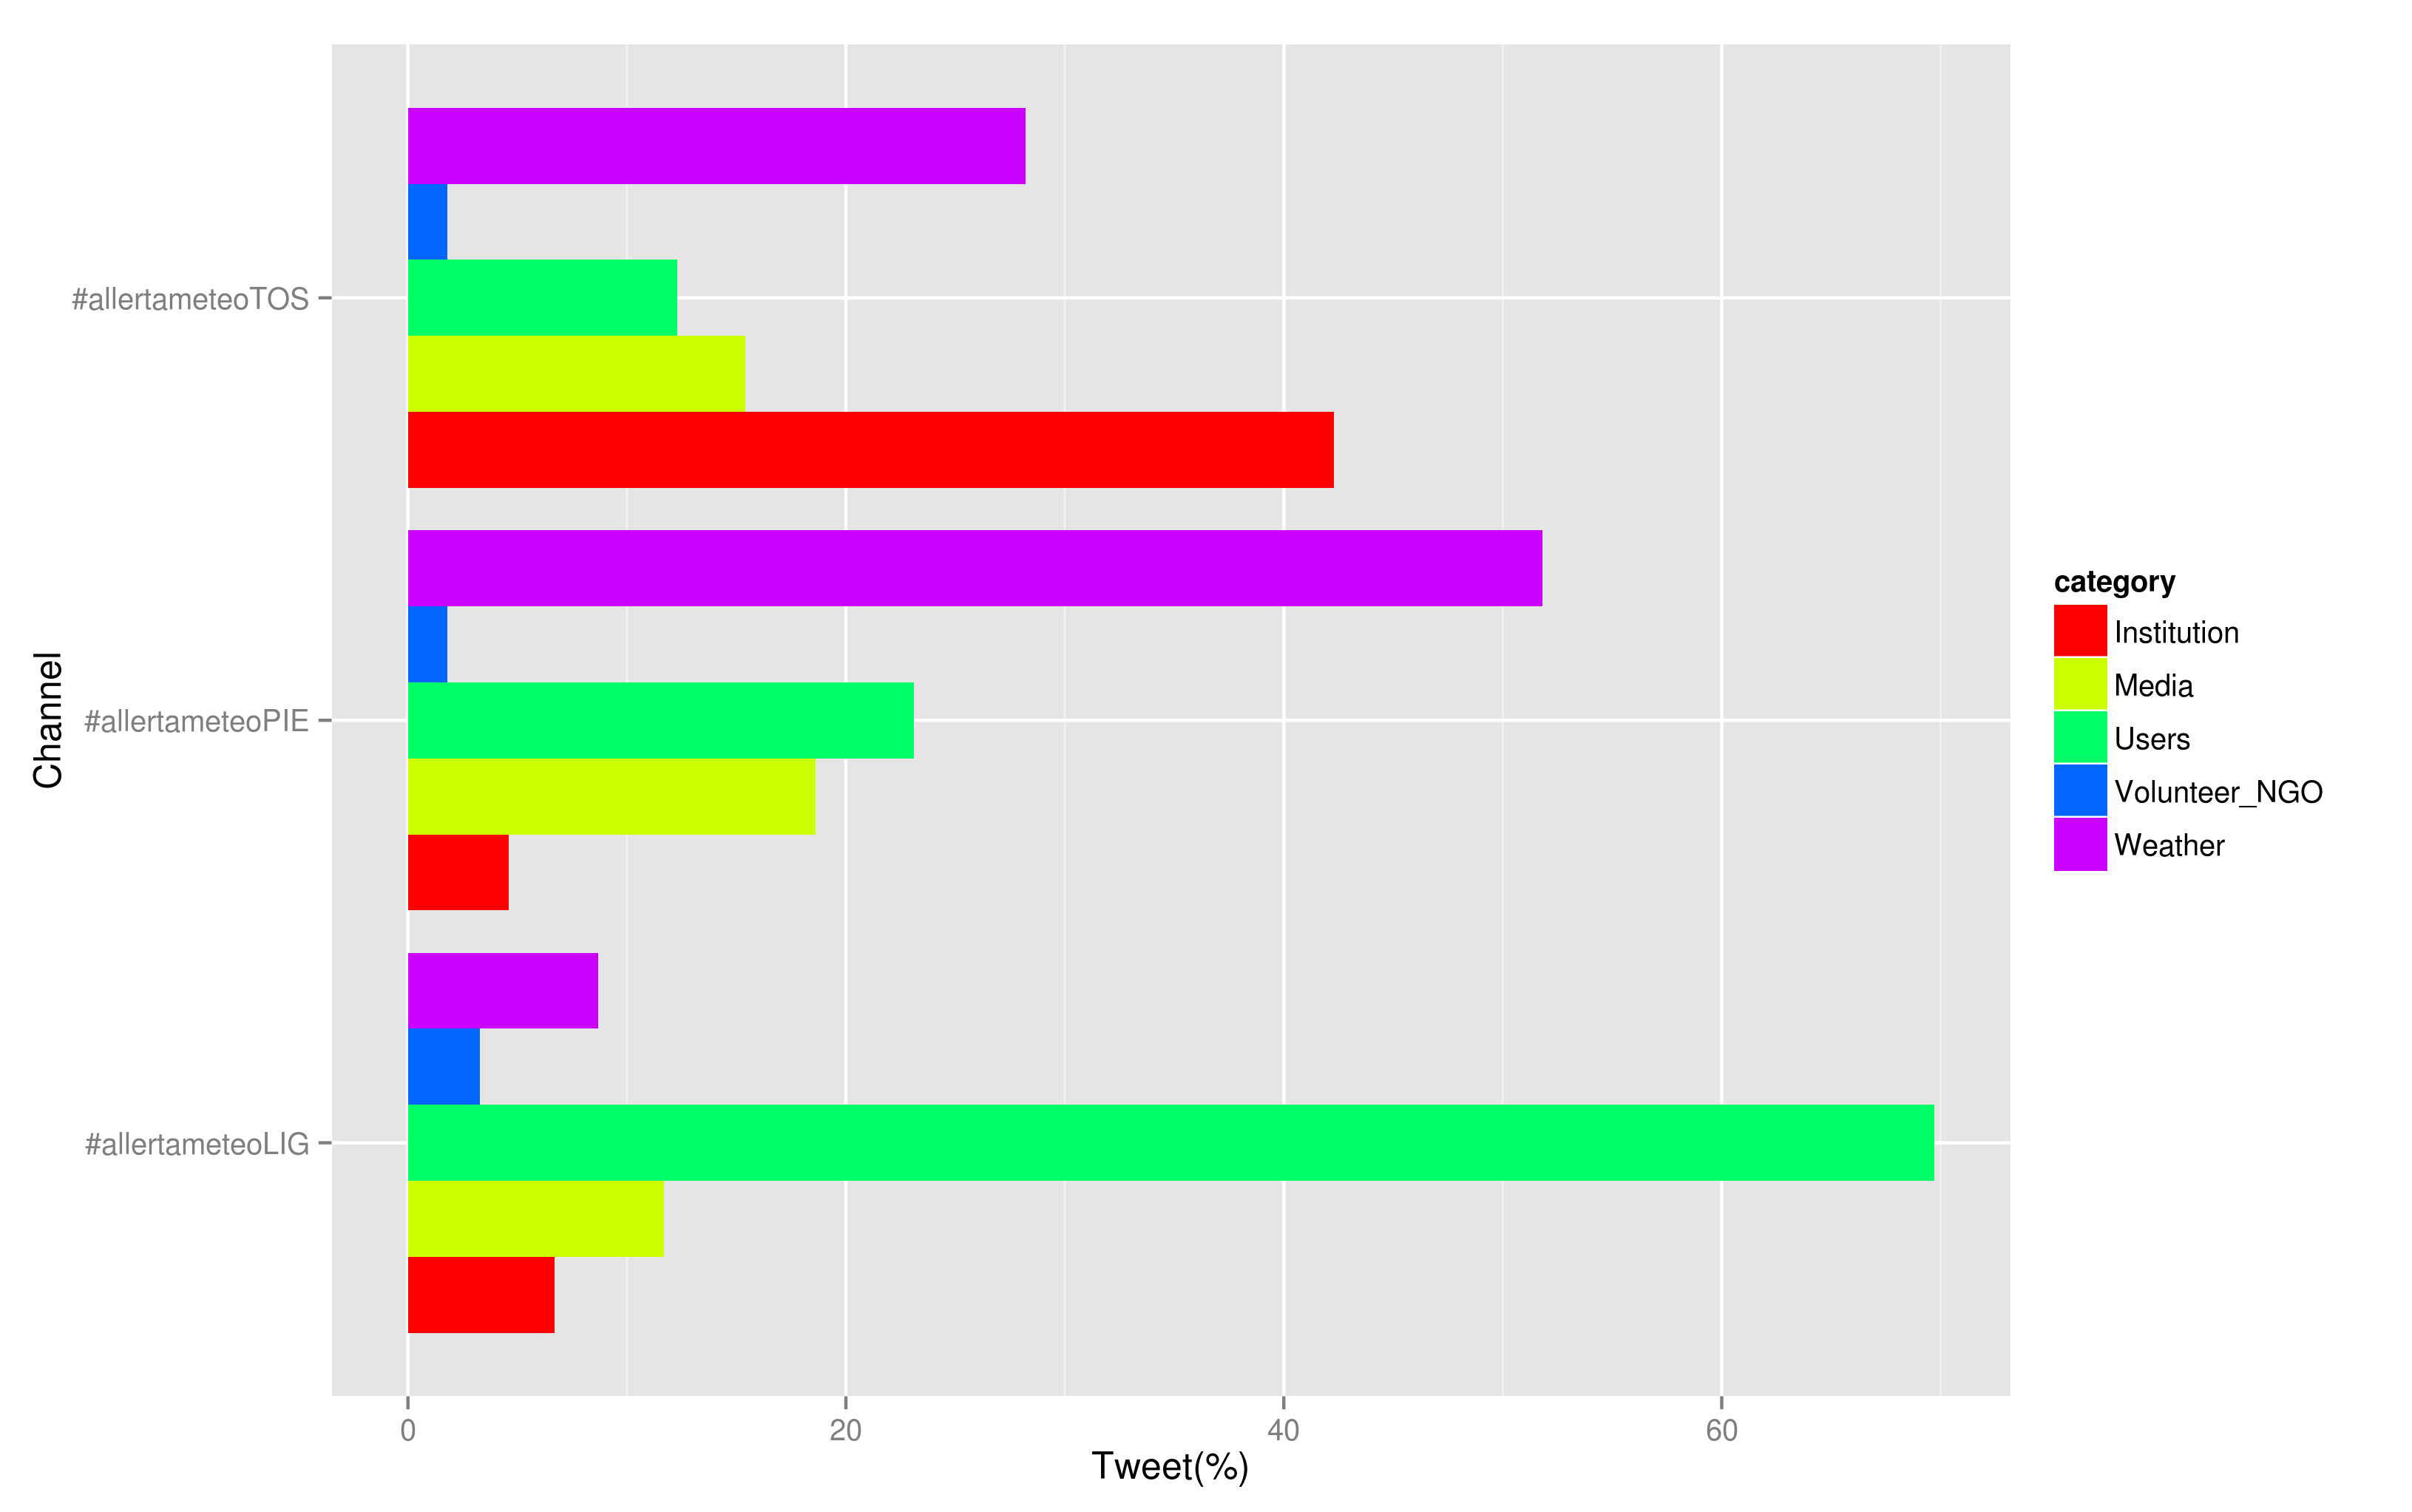 Channel
#allertameteoTOS
#allertameteoPIE
#allertameteoLIG
0 20 40 60
Tweet(%)
category
Institution
Media
Users
Volunteer_NGO
Weather